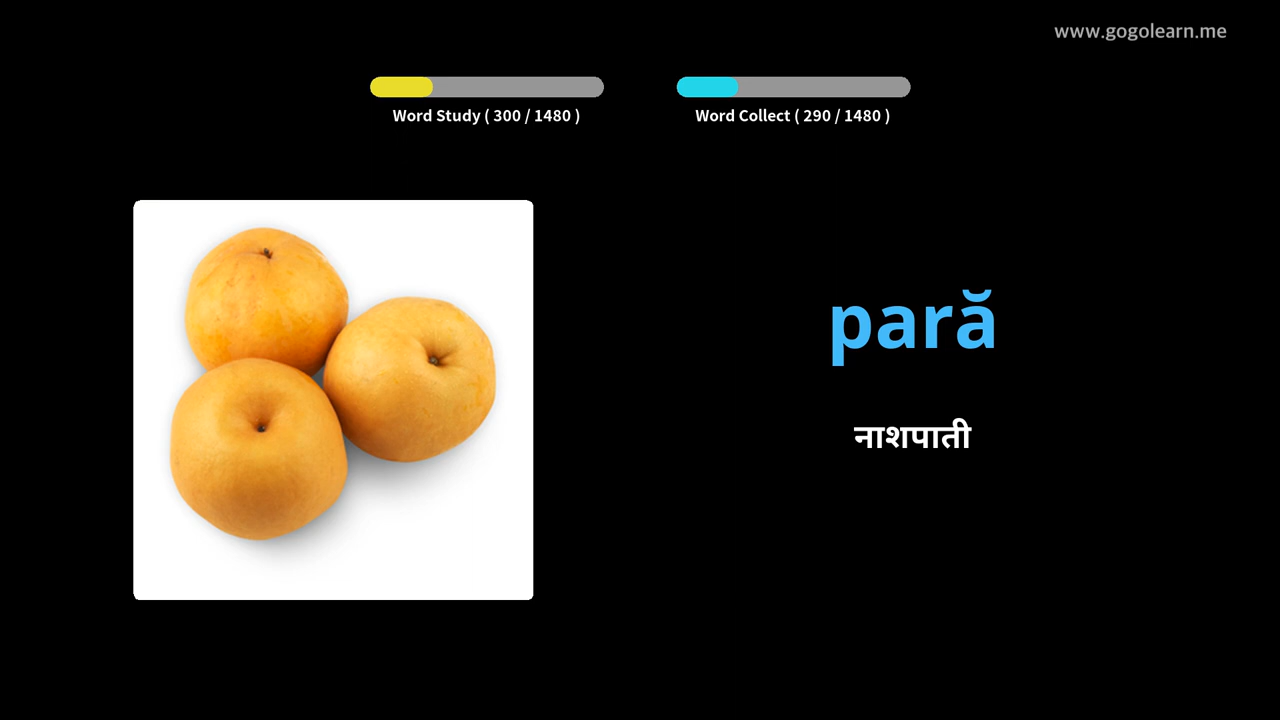 www.gogolearn.me
Word Study ( 300 / 1480 )
Word Collect ( 290 / 1480 )
pară
नाशपाती